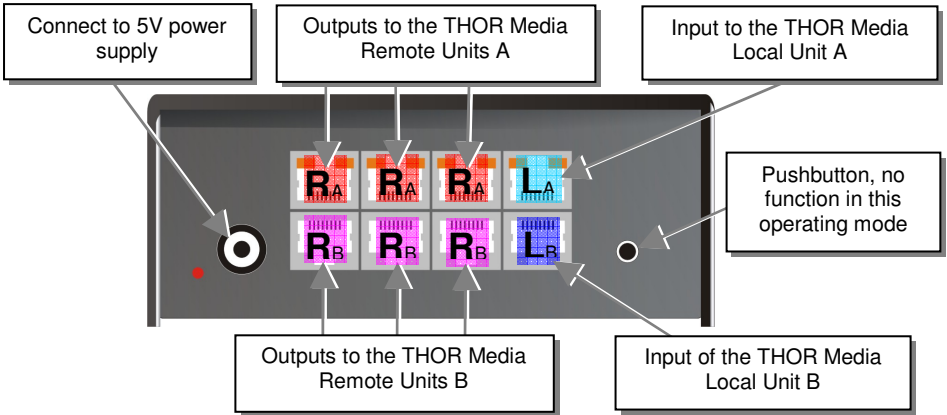 Connect to 5V power
supply
Outputs to the THOR Media
Remote Units A
Input to the THOR Media
Local Unit A
RA RA RA LA
RB RB RB LB
Pushbutton, no
function in this
operating mode
Outputs to the THOR Media
Remote Units B
Input of the THOR Media
Local Unit B